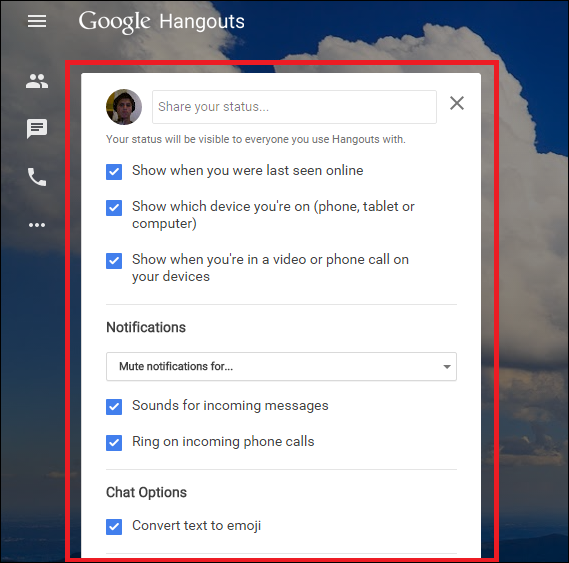 Google Hangouts
Share your status...
Your status will be visible to everyone you use Hangouts with.
Show when you were last seen online
Show which device you're on (phone, tablet or
computer)
Show when you're in a video or phone call on
your devices
Notifications
Mute notifications for...
Sounds for incoming messages
Ring on incoming phone calls
Chat Options
Convert text to emoji